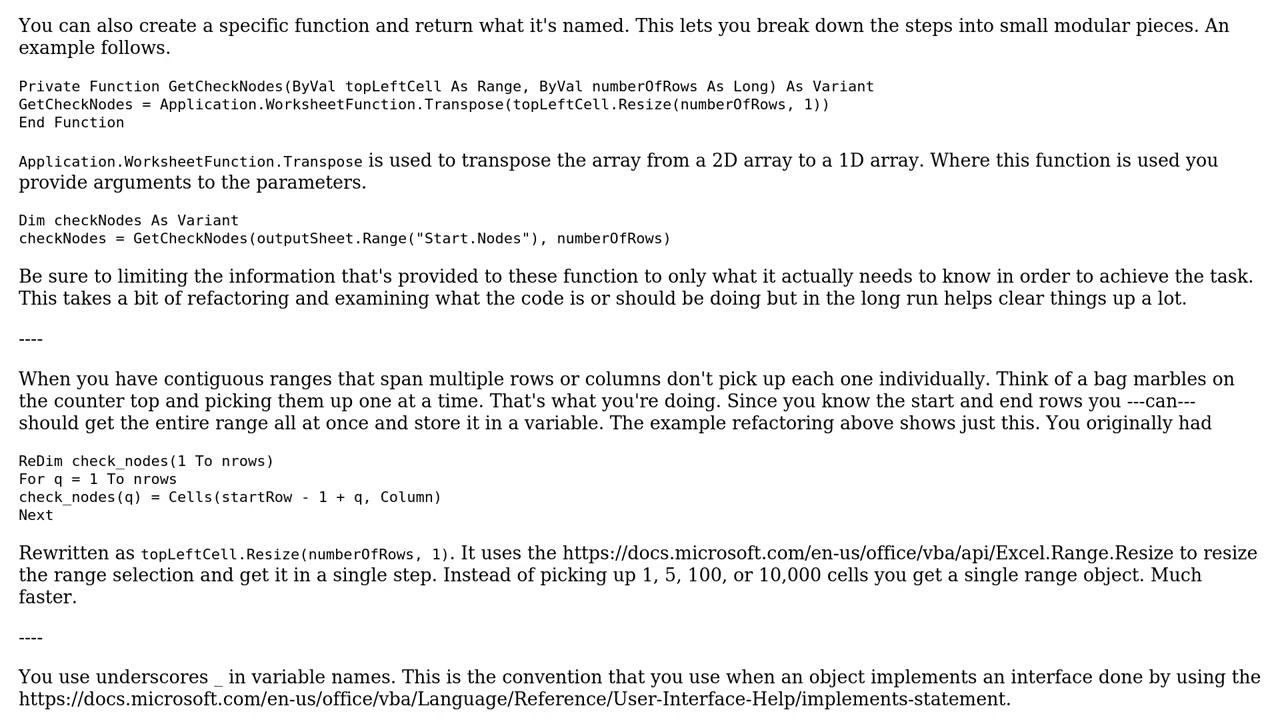 You can also create a specific function and return what it's named. This lets you break down the steps into small modular pieces. An
example follows.
Private Function GetCheckNodes(ByVal topLeftCell As Range, ByVal numberOfRows As Long) As Variant
GetCheckNodes = Application.WorksheetFunction.Transpose(topLeftCell.Resize(numberOfRows, 1))
End Function
Application.WorksheetFunction.Transpose is used to transpose the array from a 2D array to a 1D array. Where this function is used you
provide arguments to the parameters.
Dim checkNodes As Variant
checkNodes = GetCheckNodes(outputSheet.Range("Start.Nodes"), numberOfRows)
Be sure to limiting the information that's provided to these function to only what it actually needs to know in order to achieve the task.
This takes a bit of refactoring and examining what the code is or should be doing but in the long run helps clear things up a lot.
----
When you have contiguous ranges that span multiple rows or columns don't pick up each one individually. Think of a bag marbles on
the counter top and picking them up one at a time. That's what you're doing. Since you know the start and end rows you ---can---
should get the entire range all at once and store it in a variable. The example refactoring above shows just this. You originally had
ReDim check_nodes(1 To nrows)
For q = 1 To nrows
check_nodes(q) = Cells(startRow - 1 + q, Column)
Next
Rewritten as topLeftCell.Resize(numberOfRows, 1). It uses the https://docs.microsoft.com/en-us/office/vba/api/Excel.Range.Resize to resize
the range selection and get it in a single step. Instead of picking up 1, 5, 100, or 10,000 cells you get a single range object. Much
faster.
----
You use underscores _ in variable names. This is the convention that you use when an object implements an interface done by using the
https://docs.microsoft.com/en-us/office/vba/Language/Reference/User-Interface-Help/implements-statement.